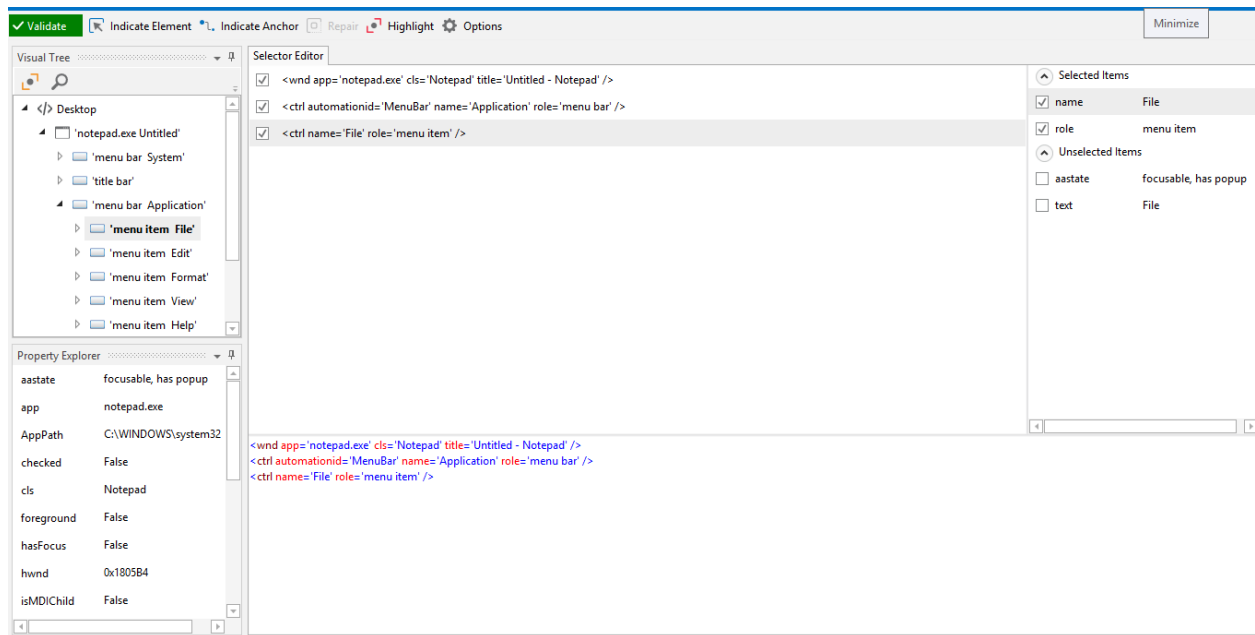 Validate Indicate Element Indicate Anchor Repair Highlight Options Minimize
Visual Tree
</> Desktop
'notepad.exe Untitled'
'menu bar System'
'title bar'
'menu bar Application'
'menu item File'
'menu item Edit'
'menu item Format'
'menu item View'
'menu item Help'
Property Explorer
aastate focusable, has popup
app notepad.exe
AppPath C:\WINDOWS\system32
checked False
cls Notepad
foreground False
hasFocus False
hwnd 0x1805B4
isMDIChild False
Selector Editor
<wnd app='notepad.exe' cls='Notepad' title='Untitled - Notepad' />
<ctrl automationid='MenuBar' name='Application' role='menu bar' />
<ctrl name='File' role='menu item' />
<wnd app='notepad.exe' cls='Notepad' title='Untitled - Notepad' />
<ctrl automationid='MenuBar' name='Application' role='menu bar' />
<ctrl name='File' role='menu item' />
Selected Items
name File
role menu item
Unselected Items
aastate focusable, has popup
text File